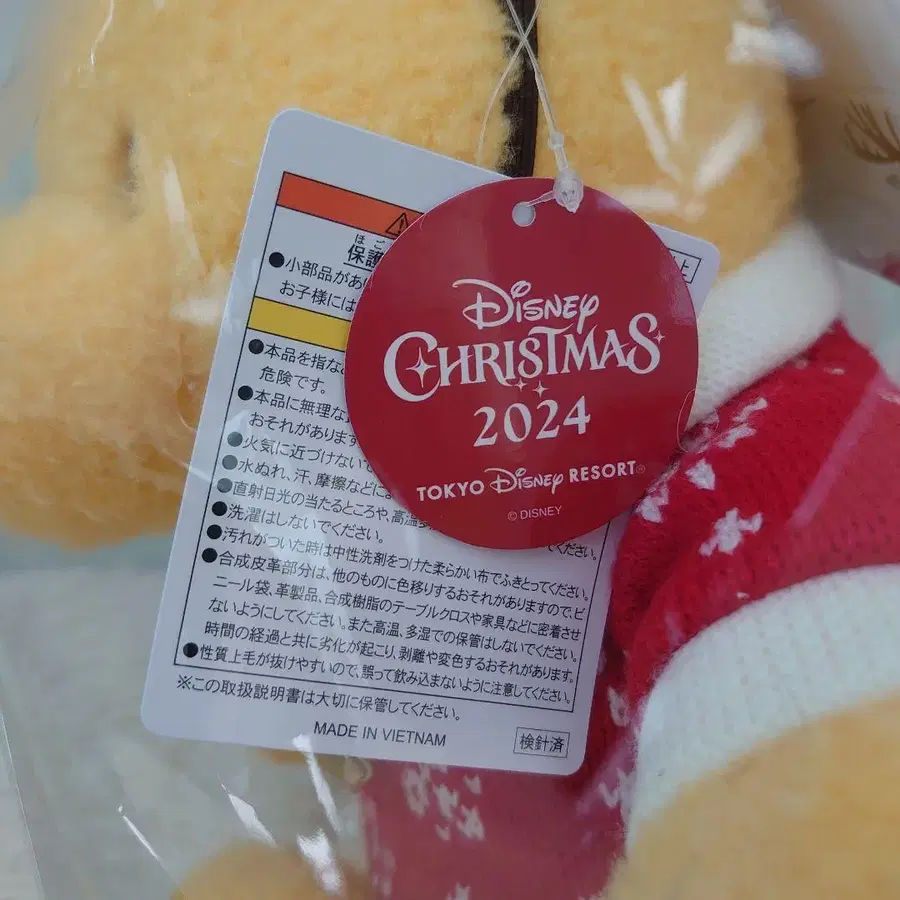 ほご
保護
上
●小部品があ
お子様には
●本品を指な
危険です。
●本品に無理な
おそれがあります
●火気に近づけないで
●水ぬれ、汗、摩擦などに
●直射日光の当たるところや、高温
ください。
●洗濯はしないでください。
●汚れがついた時は中性洗剤をつけた柔らかい布でふきとってください。
●合成皮革部分は、他のものに色移りするおそれがありますので、ビ
ニール袋、革製品、合成樹脂のテーブルクロスや家具などに密着させ
ないようにしてください。また高温、多湿での保管はしないでください。
時間の経過と共に劣化が起こり、剥離や変色するおそれがあります。
●性質上毛が抜けやすいので、誤って飲み込まないように注意してください。
※この取扱説明書は大切に保管してください。
MADE IN VIETNAM
検針済
Disney
CHRISTMAS
2024
TOKYO Disney RESORT®
© DISNEY